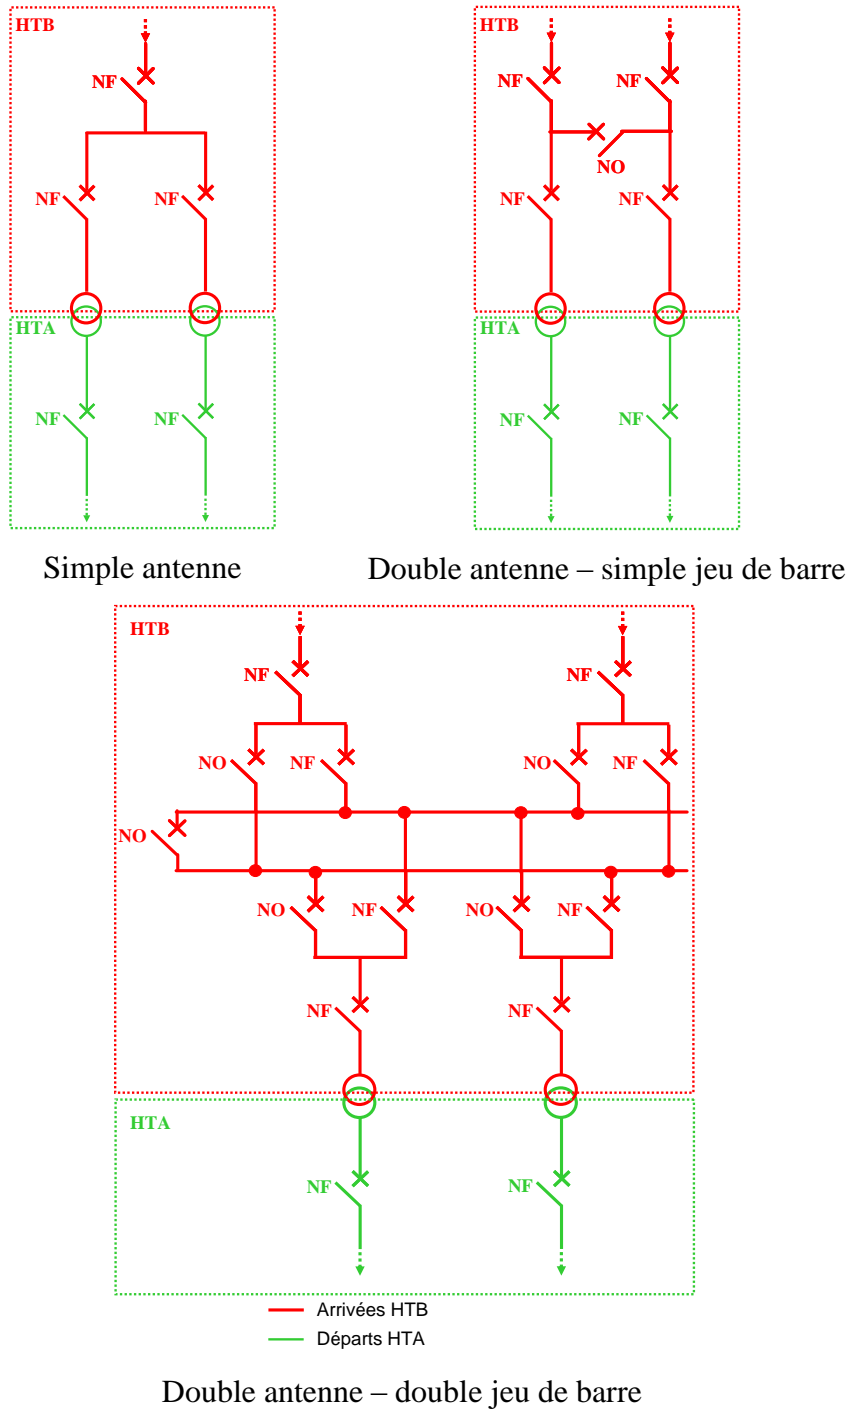 HTB
NF
NF NF
HTA
NF NF
Simple antenne
HTB
NF NF
NO
NF NF
HTA
NF NF
Double antenne – simple jeu de barre
HTB
NF NF
NO NF NO NF
NO
NO NF NO NF
NF NF
HTA
NF NF
Arrivées HTB
Départs HTA
Double antenne – double jeu de barre